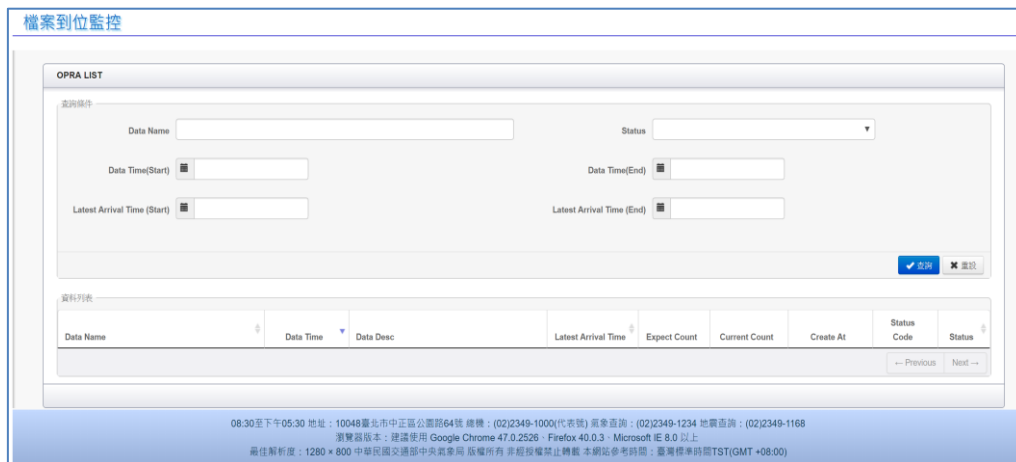 檔案到位監控
OPRA LIST
查詢條件
Data Name
Status
Data Time(Start)
Data Time(End)
Latest Arrival Time (Start)
Latest Arrival Time (End)
查詢 重設
資料列表
Data Name Data Time Data Desc Latest Arrival Time Expect Count Current Count Create At Status Code Status
← Previous Next →
08:30至下午05:30 地址：10048臺北市中正區公園路64號 總機：(02)2349-1000(代表號) 氣象查詢：(02)2349-1234 地震查詢：(02)2349-1168
瀏覽器版本：建議使用 Google Chrome 47.0.2526、Firefox 40.0.3、Microsoft IE 8.0 以上
最佳解析度：1280 × 800 中華民國交通部中央氣象局 版權所有 非經授權禁止轉載 本網站參考時間：臺灣標準時間TST(GMT +08:00)